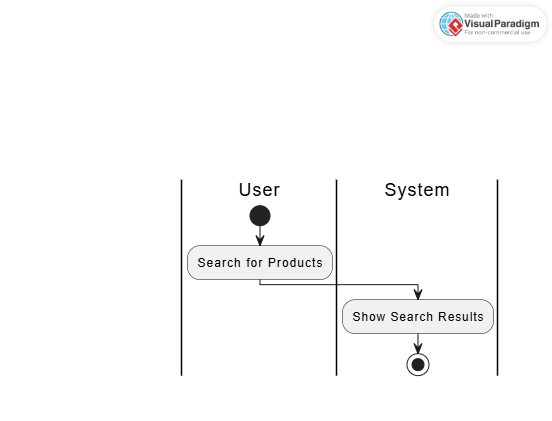 Made with
Visual Paradigm
For non-commercial use
User
System
Search for Products
Show Search Results